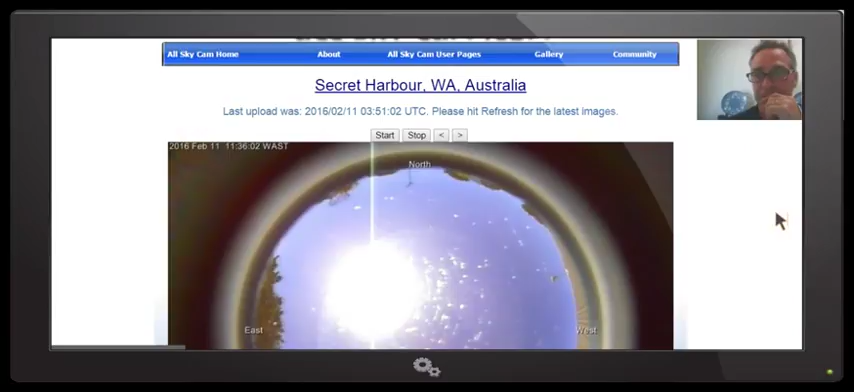 All Sky Cam Home About All Sky Cam User Pages Gallery Community
Secret Harbour, WA, Australia
Last upload was: 2016/02/11 03:51:02 UTC. Please hit Refresh for the latest images.
Start Stop < >
2016 Feb 11 11:36:02 WAST
North
East West